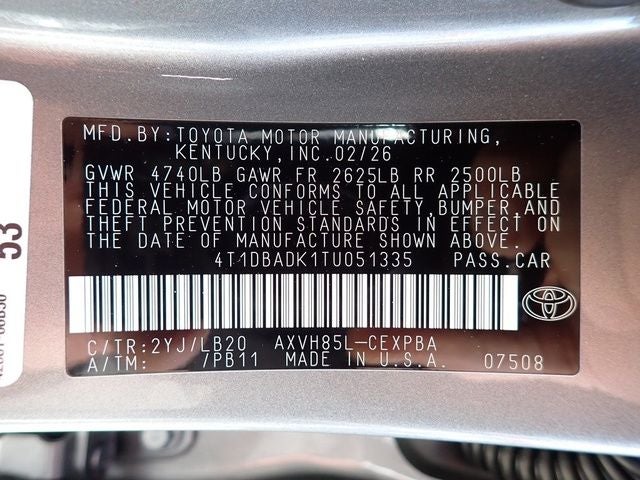 MFD.BY:TOYOTA MOTOR MANUFACTURING,
KENTUCKY,INC.02/26
GVWR 4740LB GAWR FR 2625LB RR 2500LB
THIS VEHICLE CONFORMS TO ALL APPLICABLE
FEDERAL MOTOR VEHICLE SAFETY,BUMPER,AND
THEFT PREVENTION STANDARDS IN EFFECT ON
THE DATE OF MANUFACTURE SHOWN ABOVE.
4T1DBADK1TU051335 PASS.CAR
C/TR:2YJ/LB20 AXVH85L-CEXPBA
A/TM: /PB11 MADE IN U.S.A. 07508
53